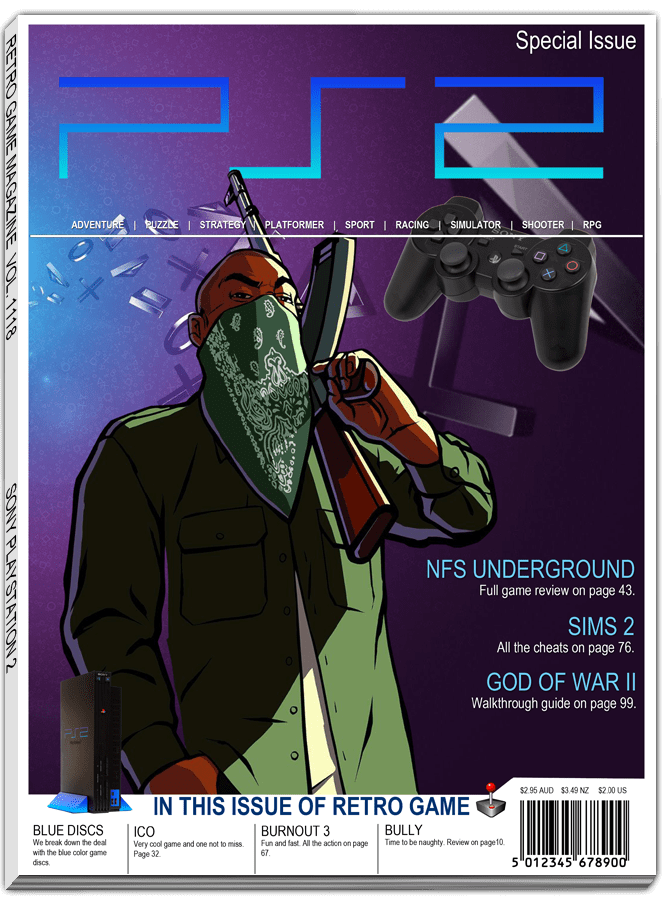 Special Issue
PS2
ADVENTURE | PUZZLE | STRATEGY | PLATFORMER | SPORT | RACING | SIMULATOR | SHOOTER | RPG
RETRO GAME MAGAZINE VOL. 1118
SONY PLAYSTATION 2
SONY
NFS UNDERGROUND
Full game review on page 43.
SIMS 2
All the cheats on page 76.
GOD OF WAR II
Walkthrough guide on page 99.
PS2
IN THIS ISSUE OF RETRO GAME
BLUE DISCS
We break down the deal
with the blue color game
discs.
ICO
Very cool game and one not to miss.
Page 32.
BURNOUT 3
Fun and fast. All the action on page
67.
BULLY
Time to be naughty. Review on page10.
$2.95 AUD $3.49 NZ $2.00 US
5 012345 678900